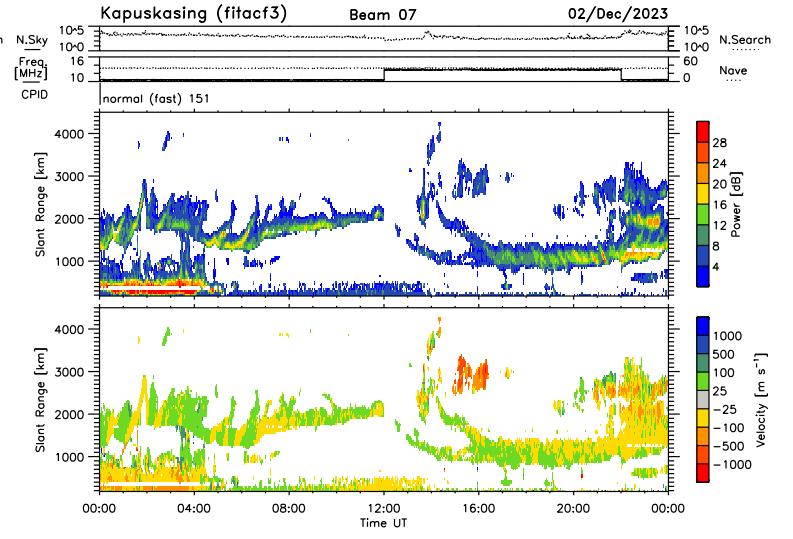 Kapuskasing (fitacf3) Beam 07 02/Dec/2023
N.Sky 10^5 10^5 N.Search
10^0 10^0
Freq. 16 60 Nave
[MHz] 10 0
CPID normal (fast) 151
Slant Range [km]
4000
3000
2000
1000
28
24
20
16
12
8
4
Power [dB]
Slant Range [km]
4000
3000
2000
1000
1000
500
100
25
-25
-100
-500
-1000
Velocity [m s^-1]
00:00 04:00 08:00 12:00 16:00 20:00 00:00
Time UT